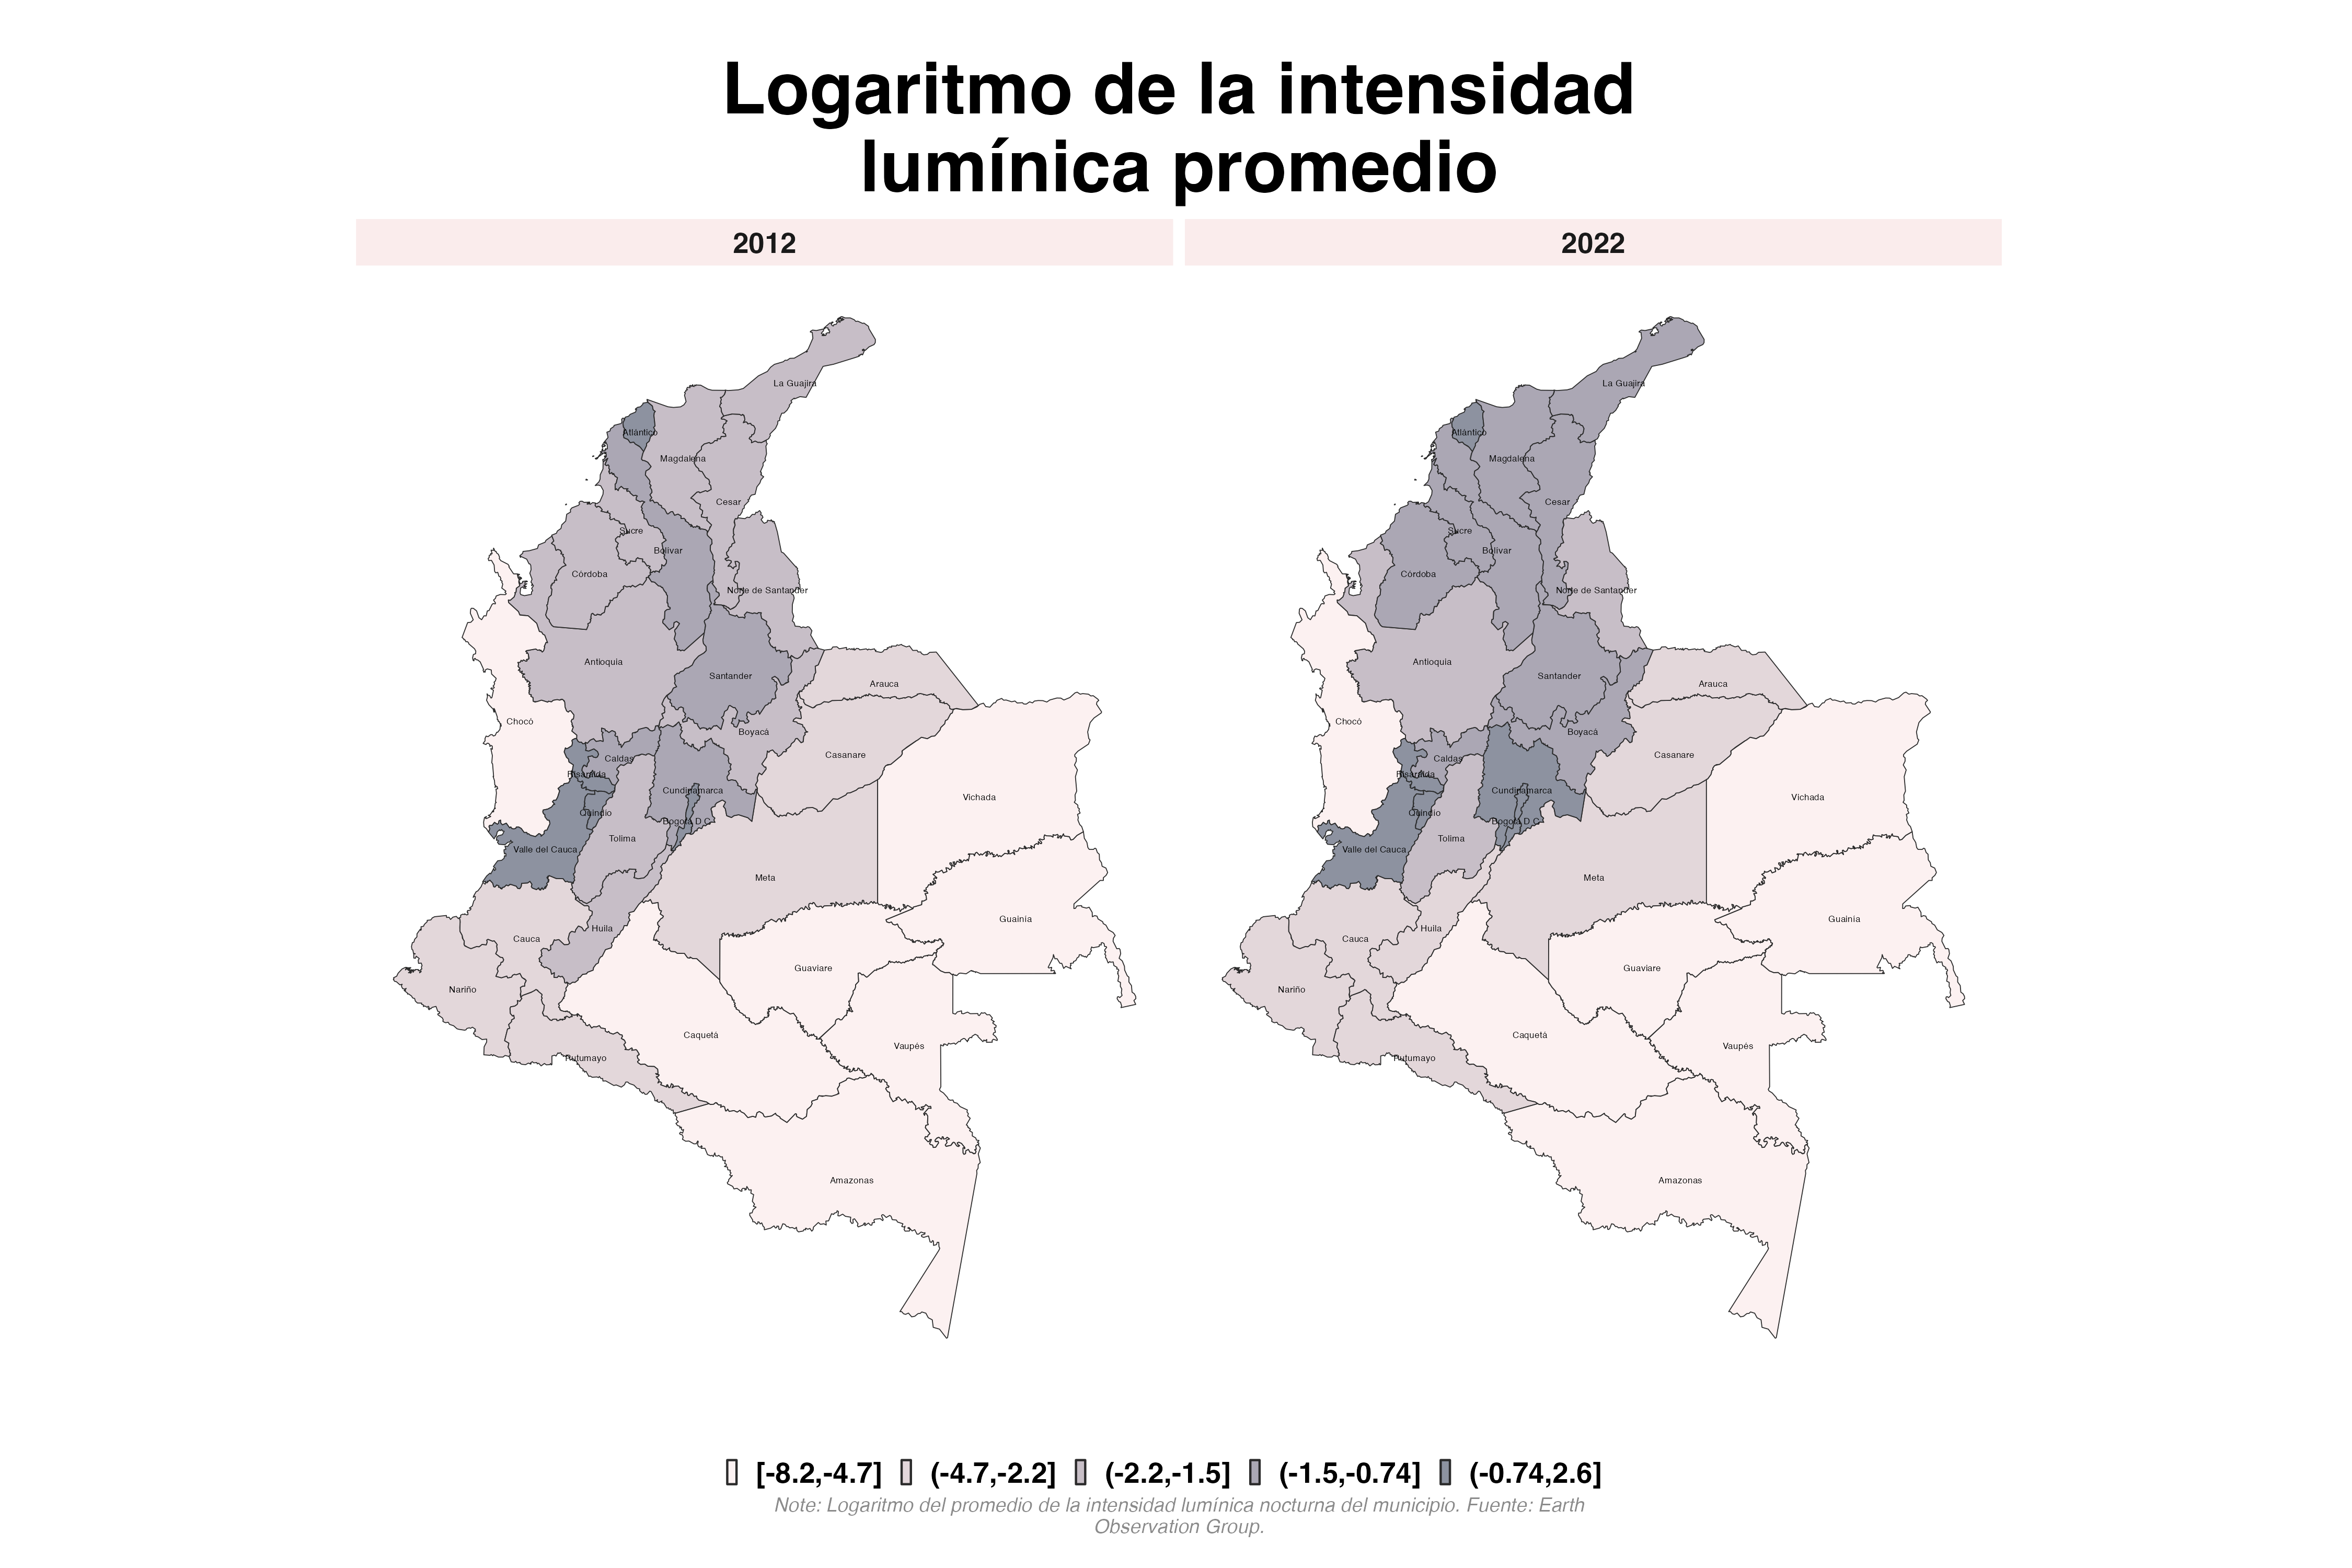 Logaritmo de la intensidad
lumínica promedio
2012
2022
La Guajira
Atlántico
Magdalena
Cesar
Sucre
Bolívar
Córdoba
Norte de Santander
Antioquia
Santander
Arauca
Chocó
Boyacá
Casanare
Caldas
Risaralda
Cundinamarca
Vichada
Quindío
Bogotá D.C.
Tolima
Valle del Cauca
Meta
Guainía
Huila
Cauca
Guaviare
Nariño
Caquetá
Vaupés
Putumayo
Amazonas
La Guajira
Atlántico
Magdalena
Cesar
Sucre
Bolívar
Córdoba
Norte de Santander
Antioquia
Santander
Arauca
Chocó
Boyacá
Casanare
Caldas
Risaralda
Cundinamarca
Vichada
Quindío
Bogotá D.C.
Tolima
Valle del Cauca
Meta
Guainía
Huila
Cauca
Guaviare
Nariño
Caquetá
Vaupés
Putumayo
Amazonas
[-8.2,-4.7] (-4.7,-2.2] (-2.2,-1.5] (-1.5,-0.74] (-0.74,2.6]
Note: Logaritmo del promedio de la intensidad lumínica nocturna del municipio. Fuente: Earth
Observation Group.